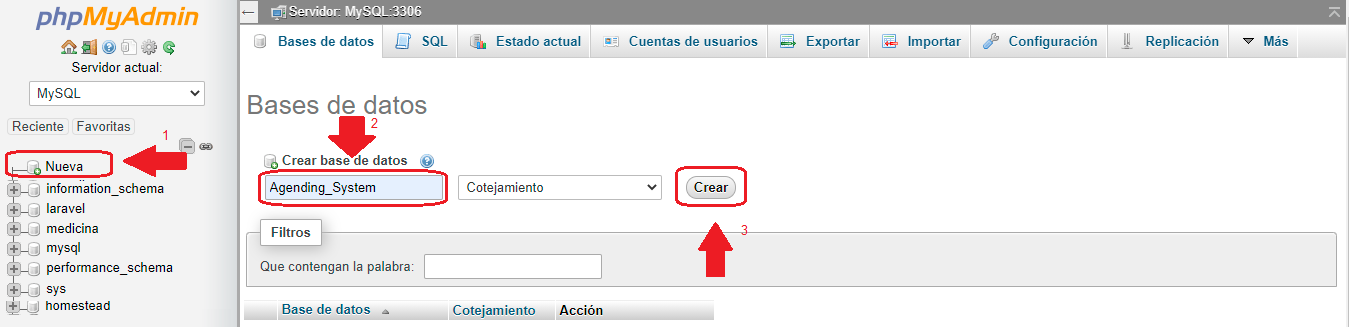 phpMyAdmin
Servidor actual:
MySQL
Reciente Favoritas
1
Nueva
information_schema
laravel
medicina
mysql
performance_schema
sys
homestead
Servidor: MySQL:3306
Bases de datos SQL Estado actual Cuentas de usuarios Exportar Importar Configuración Replicación Más
Bases de datos
2
Crear base de datos
Agending_System Cotejamiento Crear
3
Filtros
Que contengan la palabra:
Base de datos Cotejamiento Acción